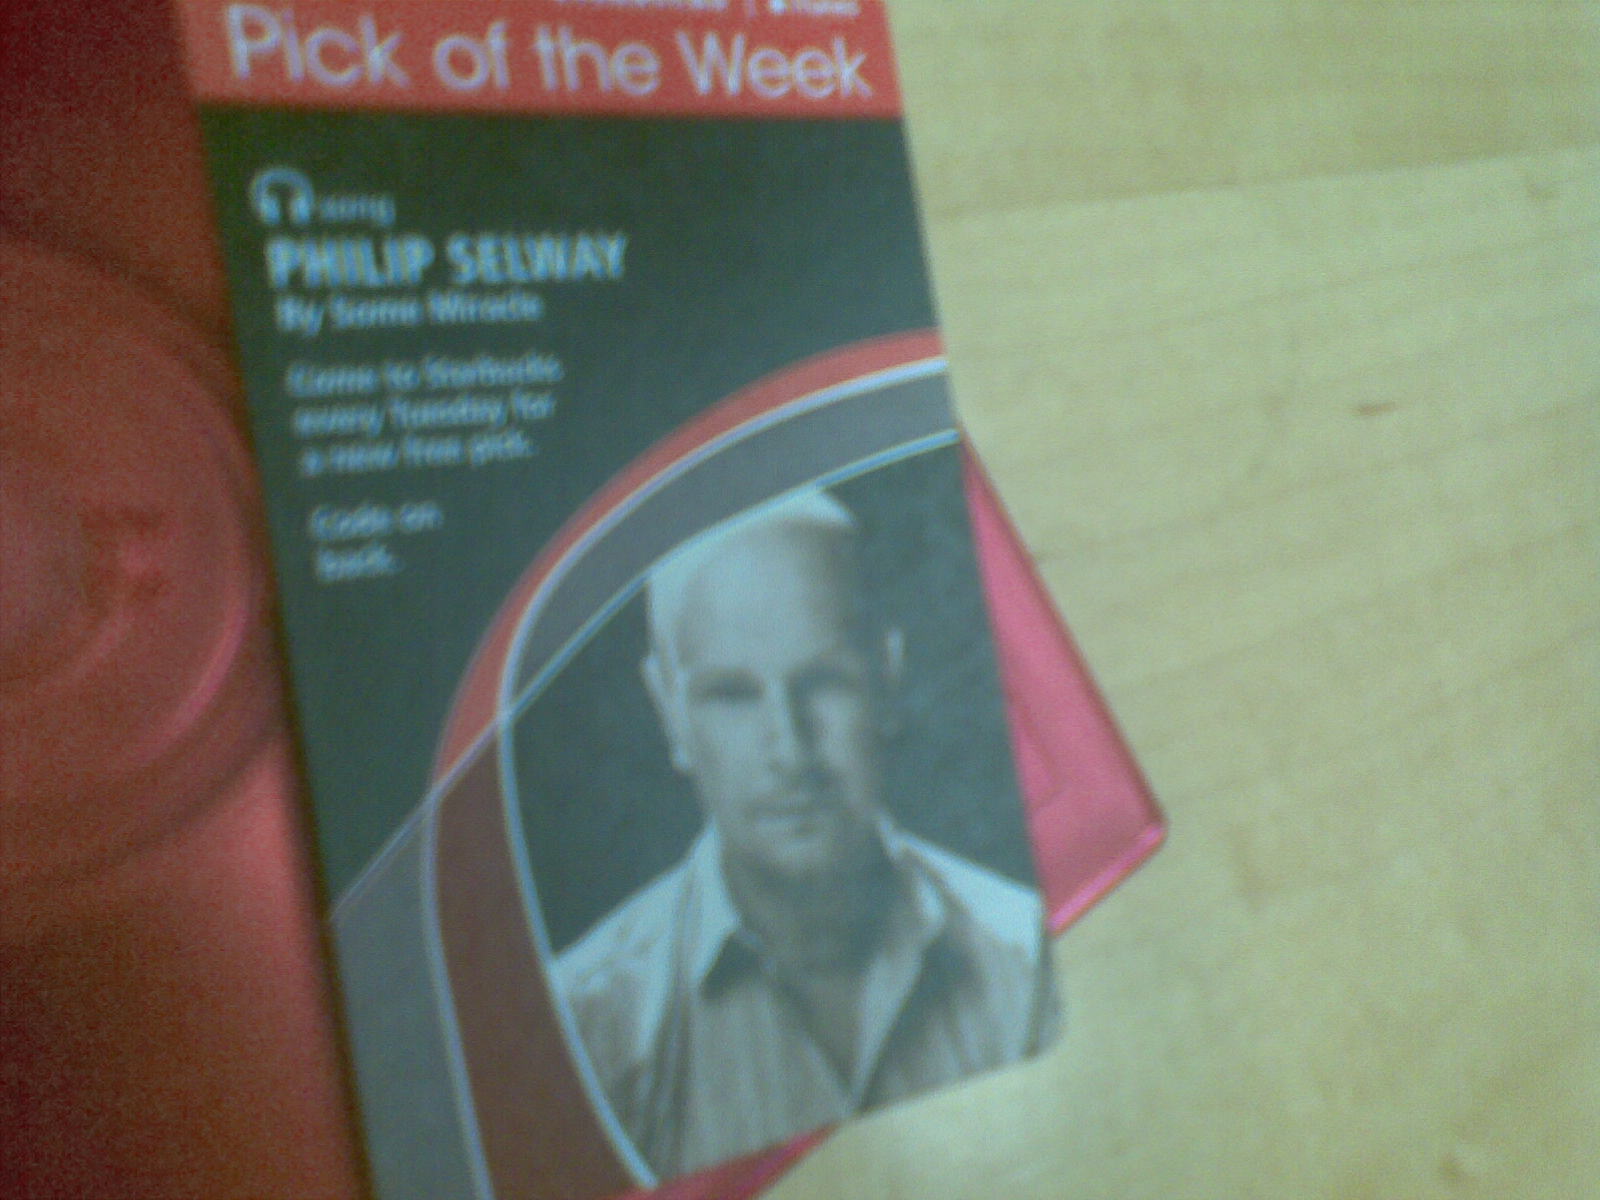 Pick of the Week
song
PHILIP SELWAY
By Some Miracle
Come to Starbucks
every Tuesday for
a new free pick.
Code on
back.